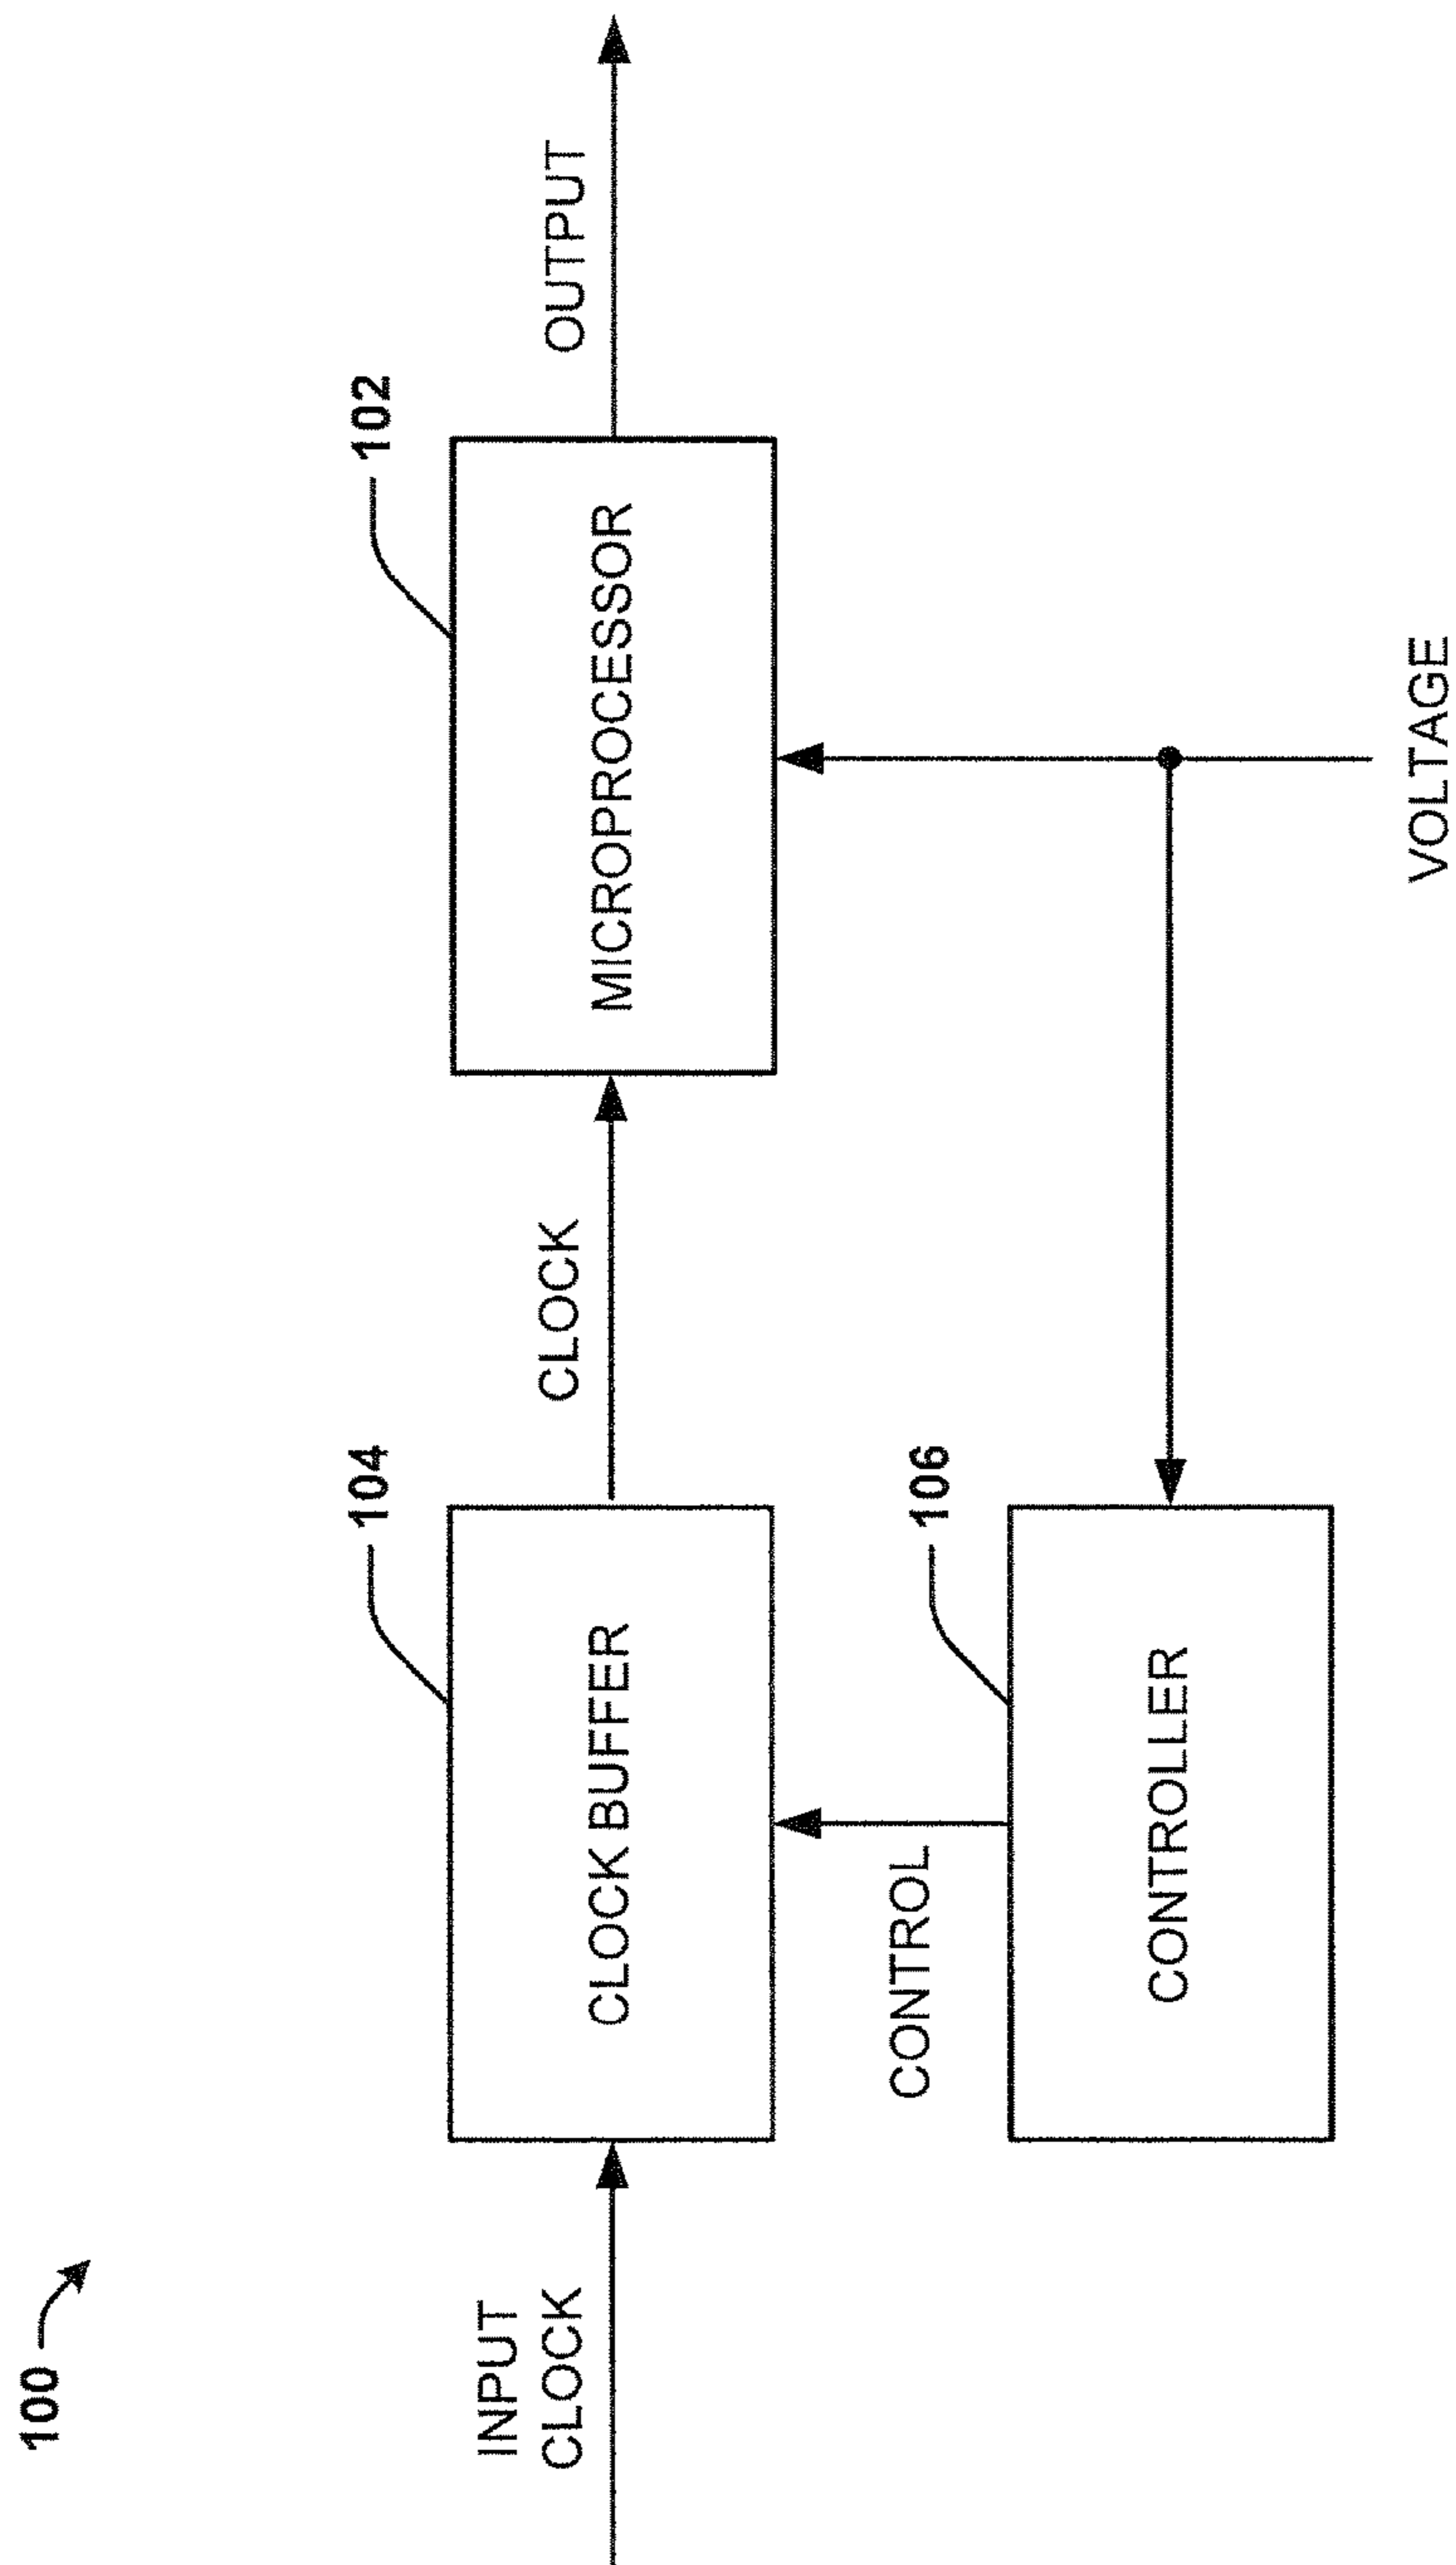 100
102
OUTPUT
MICROPROCESSOR
104
CLOCK
INPUT
CLOCK
CLOCK BUFFER
106
CONTROL
CONTROLLER
VOLTAGE